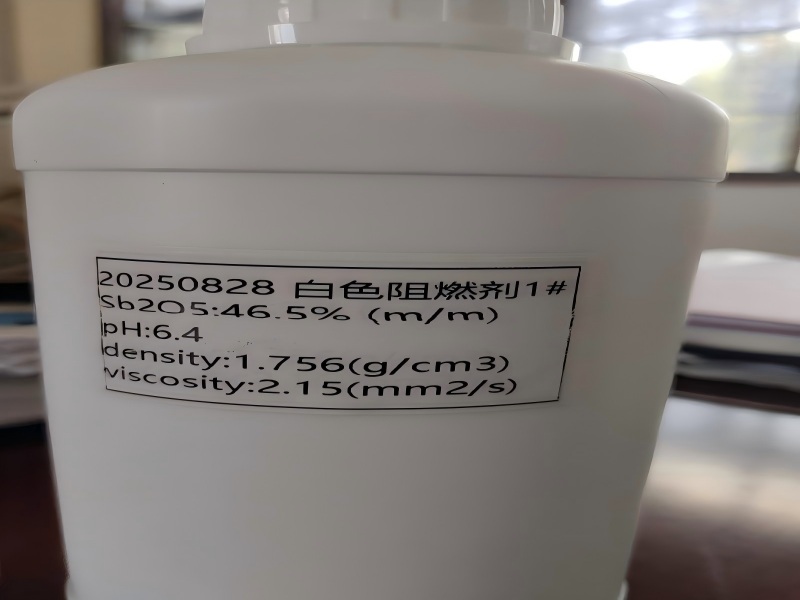 20250828 白色阻燃剂1#
Sb2O5:46.5% (m/m)
pH:6.4
density:1.756(g/cm3)
viscosity:2.15(mm2/s)